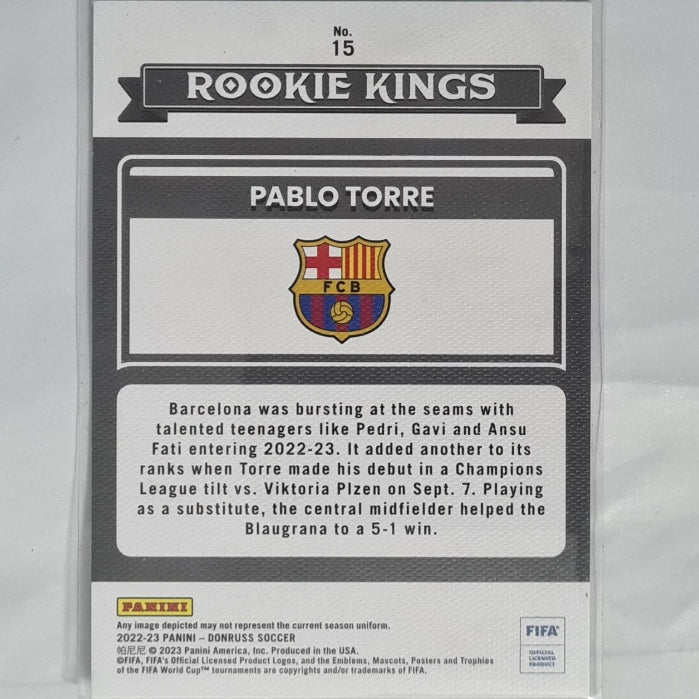 No.
15
ROOKIE KINGS
PABLO TORRE
FCB
Barcelona was bursting at the seams with
talented teenagers like Pedri, Gavi and Ansu
Fati entering 2022-23. It added another to its
ranks when Torre made his debut in a Champions
League tilt vs. Viktoria Plzen on Sept. 7. Playing
as a substitute, the central midfielder helped the
Blaugrana to a 5-1 win.
PANINI
Any image depicted may not represent the current season uniform.
2022-23 PANINI – DONRUSS SOCCER
帕尼尼 © 2023 Panini America, Inc. Produced in the USA.
©FIFA, FIFA's Official Licensed Product Logos, and the Emblems, Mascots, Posters and Trophies
of the FIFA World Cup™ tournaments are copyrights and/or trademarks of FIFA.
FIFA
OFFICIAL
LICENSED
PRODUCT